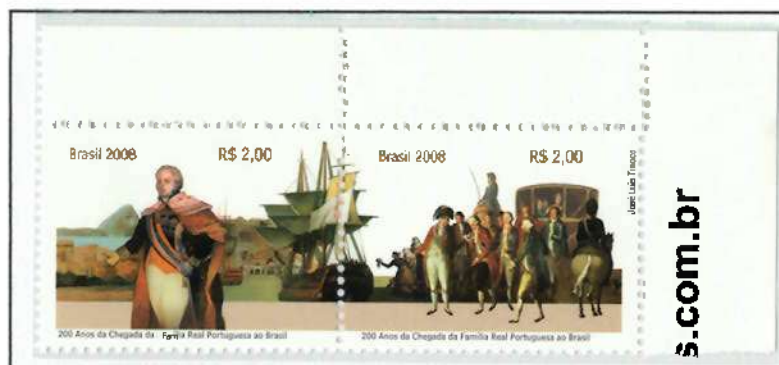 Brasil 2008
R$ 2,00
200 Anos da Chegada da Família Real Portuguesa ao Brasil
Brasil 2008
R$ 2,00
200 Anos da Chegada da Família Real Portuguesa ao Brasil
José Luis
s.com.br